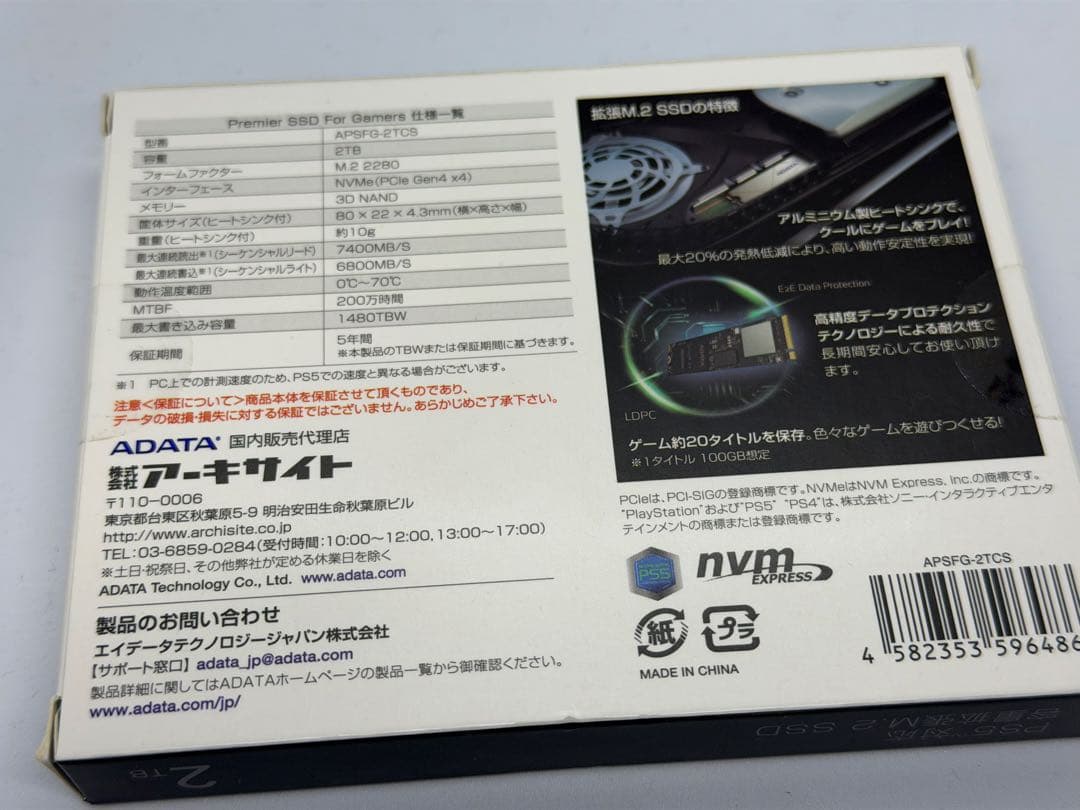 Premier SSD For Gamers 仕様一覧
型番 APSFG-2TCS
容量 2TB
フォームファクター M.2 2280
インターフェース NVMe(PCIe Gen4 x4)
メモリー 3D NAND
筐体サイズ(ヒートシンク付) 80 × 22 × 4.3mm(横×高さ×幅)
重量(ヒートシンク付) 約10g
最大連続読出※1(シーケンシャルリード) 7400MB/S
最大連続書込※1(シーケンシャルライト) 6800MB/S
動作温度範囲 0℃〜70℃
MTBF 200万時間
最大書き込み容量 1480TBW
保証期間 5年間
※本製品のTBWまたは保証期間に基づきます。
※1 PC上での計測速度のため、PS5での速度と異なる場合がございます。
注意<保証について>商品本体を保証させて頂くものであり、
データの破損・損失に対する保証ではございません。あらかじめご了承下さい。
ADATA 国内販売代理店
株式会社アーキサイト
〒110-0006
東京都台東区秋葉原5-9 明治安田生命秋葉原ビル
http://www.archisite.co.jp
TEL:03-6859-0284(受付時間:10:00〜12:00,13:00〜17:00)
※土日・祝祭日、その他弊社が定める休業日を除く
ADATA Technology Co., Ltd. www.adata.com
製品のお問い合わせ
エイデータテクノロジージャパン株式会社
【サポート窓口】adata_jp@adata.com
製品詳細に関してはADATAホームページの製品一覧から御確認ください。
www.adata.com/jp/
拡張M.2 SSDの特徴
ADATA
アルミニウム製ヒートシンクで、
クールにゲームをプレイ!
最大20%の発熱低減により、高い動作安定性を実現!
E2E Data Protection
高精度データプロテクション
テクノロジーによる耐久性で
長期間安心してお使い頂け
ます。
LDPC
ゲーム約20タイトルを保存。色々なゲームを遊びつくせる!
※1タイトル 100GB想定
PCIeは、PCI-SIGの登録商標です。NVMeはNVM Express, Inc.の商標です。
"PlayStation"および"PS5" "PS4"は、株式会社ソニー・インタラクティブエンタ
テインメントの商標または登録商標です。
PS5
nvm
EXPRESS
APSFG-2TCS
紙
プラ
4 582353 596486
MADE IN CHINA
PS5™対応
容量拡張M.2 SSD
2TB